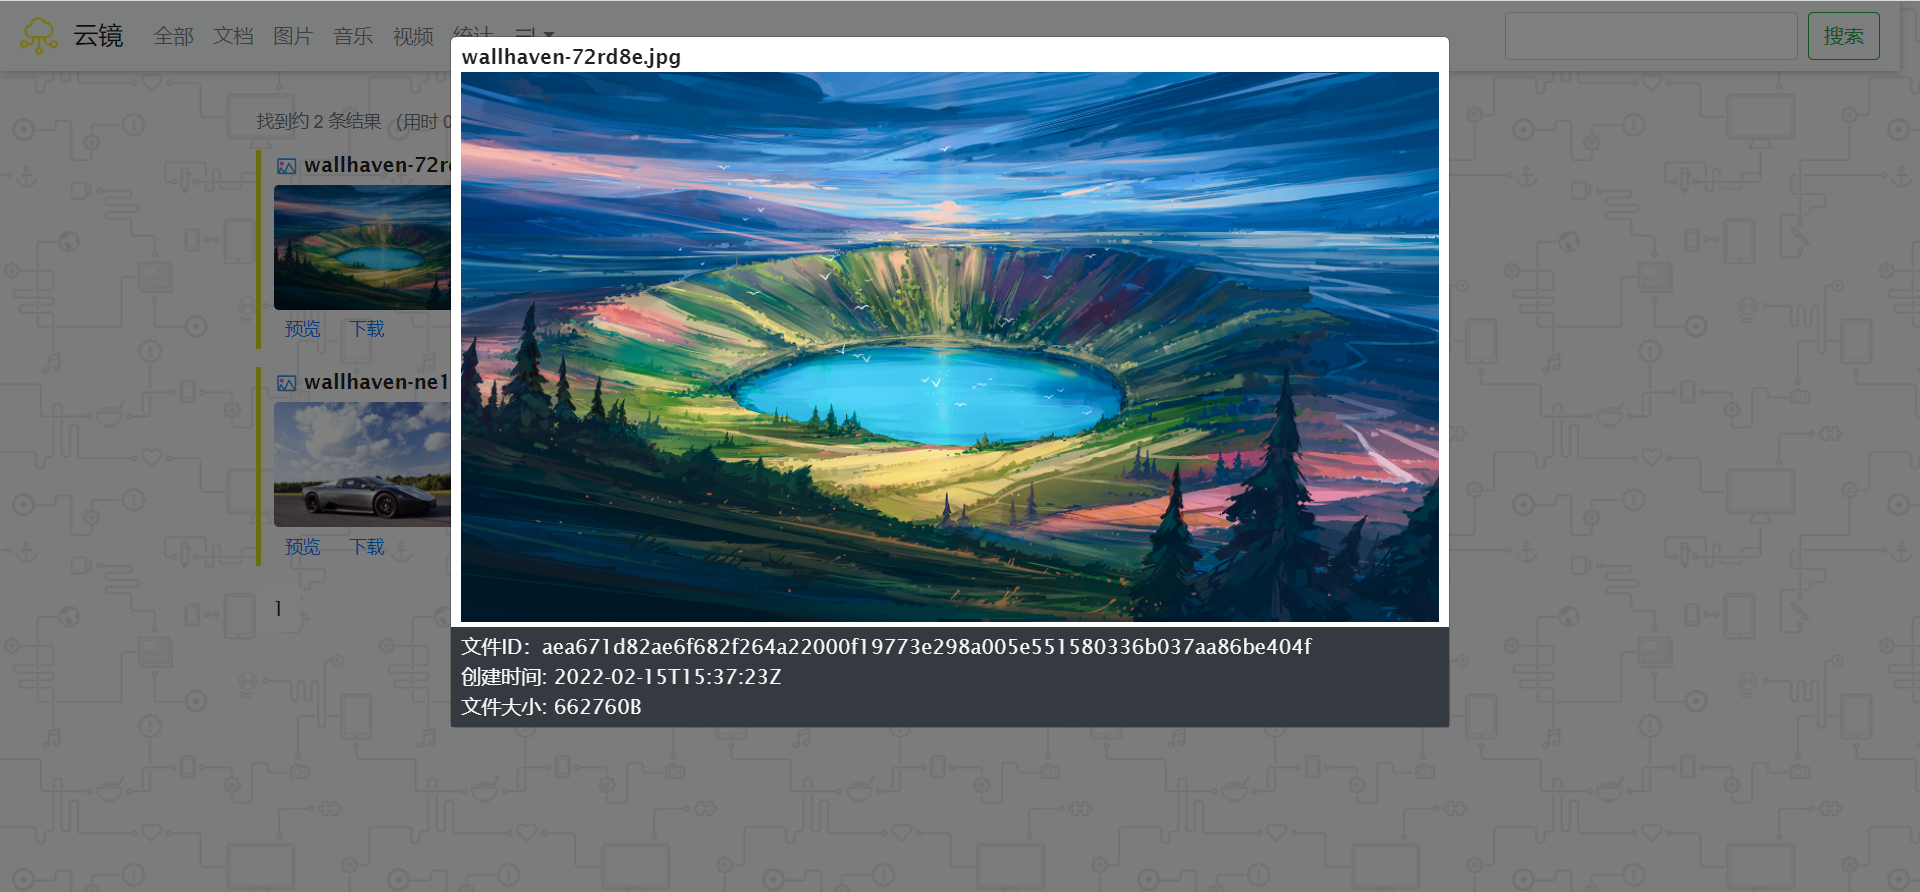 云镜 全部 文档 图片 音乐 视频 统计 搜索
找到约 2 条结果 (用时
wallhaven-72rd8e.jpg
wallhaven-72r
预览 下载
wallhaven-ne1
预览 下载
1
文件ID: aea671d82ae6f682f264a22000f19773e298a005e551580336b037aa86be404f
创建时间: 2022-02-15T15:37:23Z
文件大小: 662760B